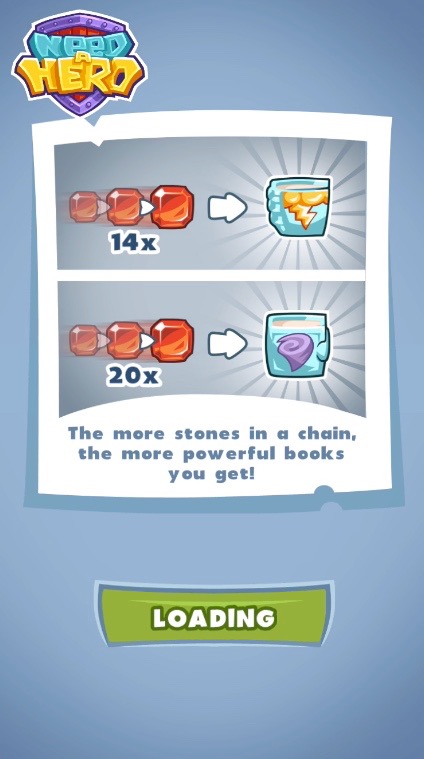 NEED
A
HERO
14x
20x
The more stones in a chain,
the more powerful books
you get!
LOADING